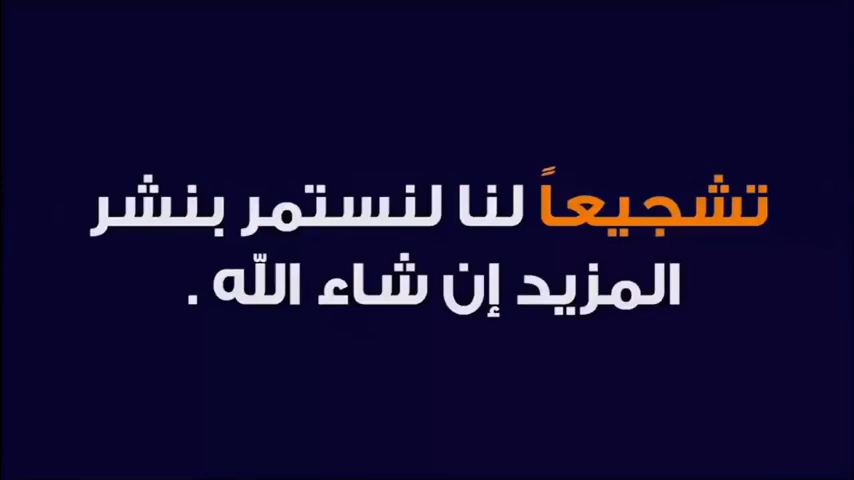 تشجيعاً لنا لنستمر بنشر
المزيد إن شاء الله .